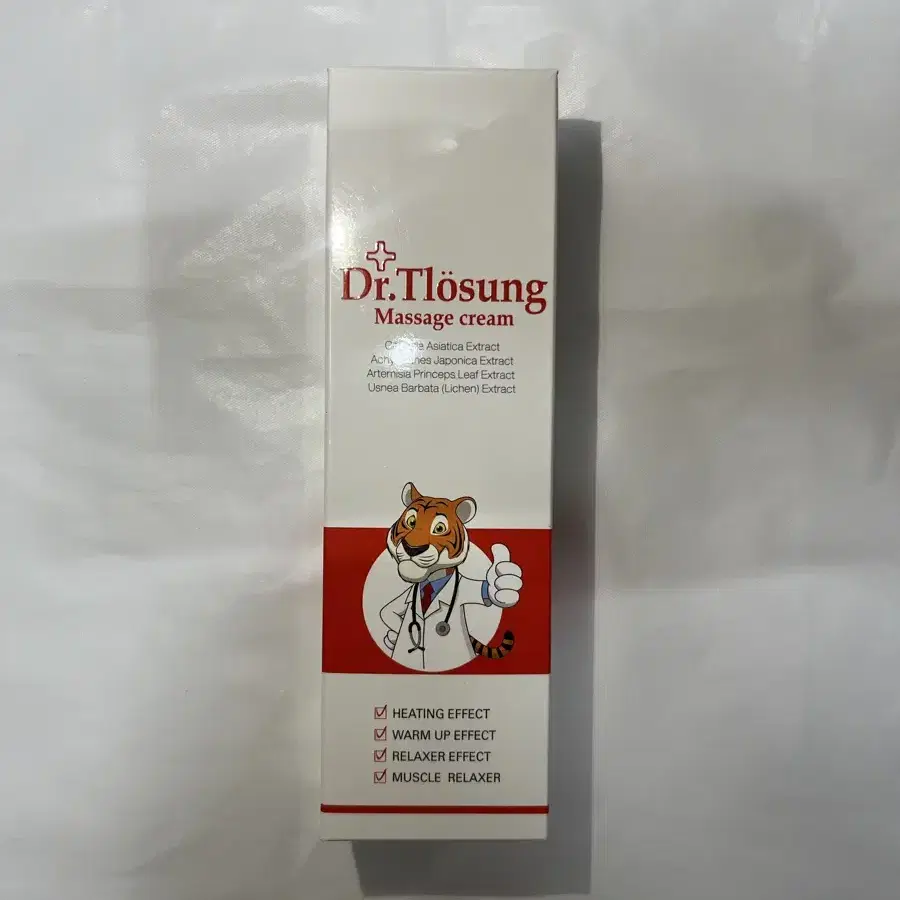 Dr.Tlösung
Massage cream
Asiatica Extract
Japonica Extract
Artemisia Princeps Leaf Extract
Usnea Barbata (Lichen) Extract
HEATING EFFECT
WARM UP EFFECT
RELAXER EFFECT
MUSCLE RELAXER